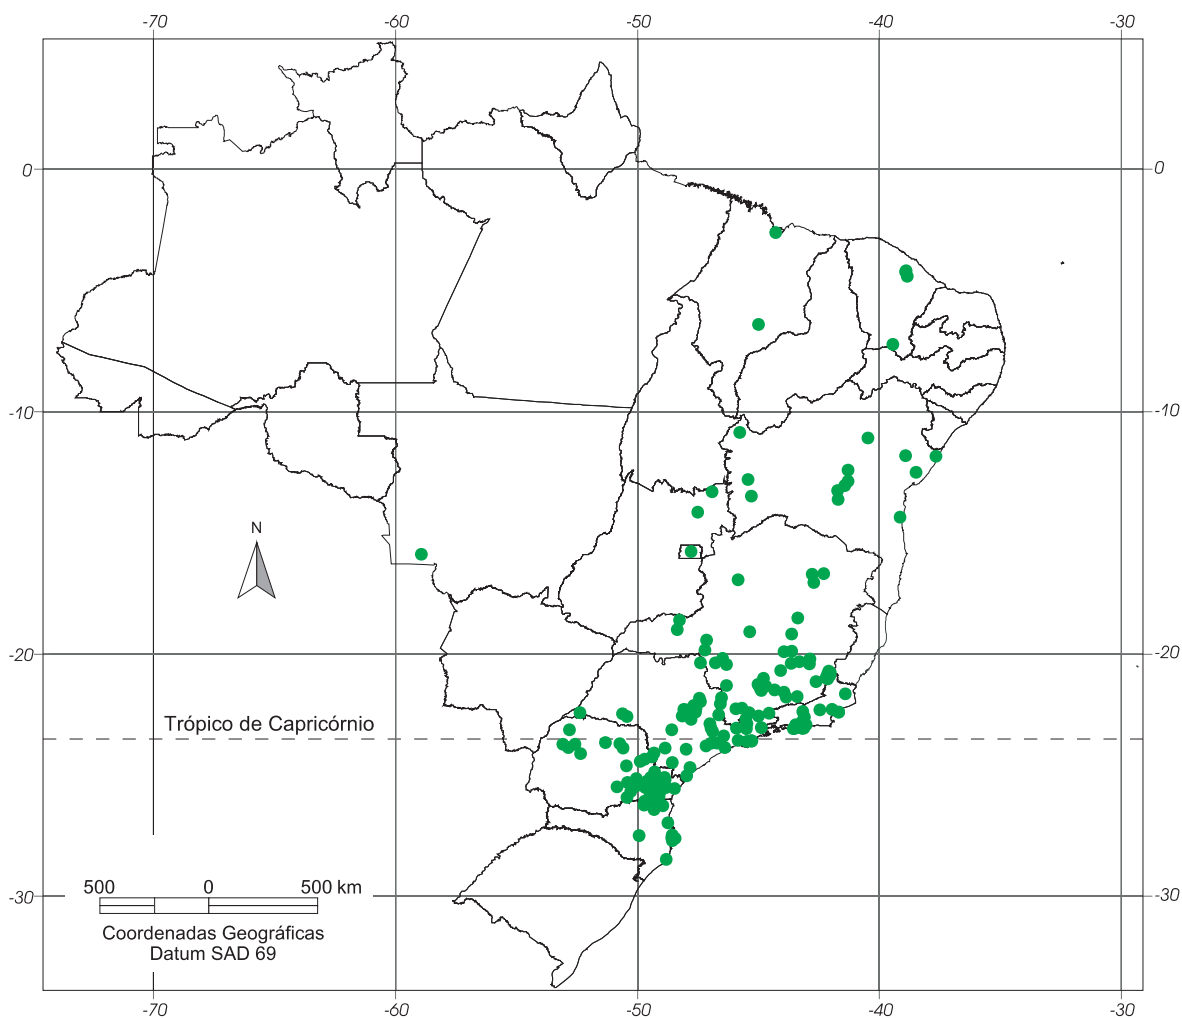 -70 -60 -50 -40 -30
0 0
-10 -10
N
-20 -20
Trópico de Capricórnio
500 0 500 km
-30 -30
Coordenadas Geográficas
Datum SAD 69
-70 -60 -50 -40 -30